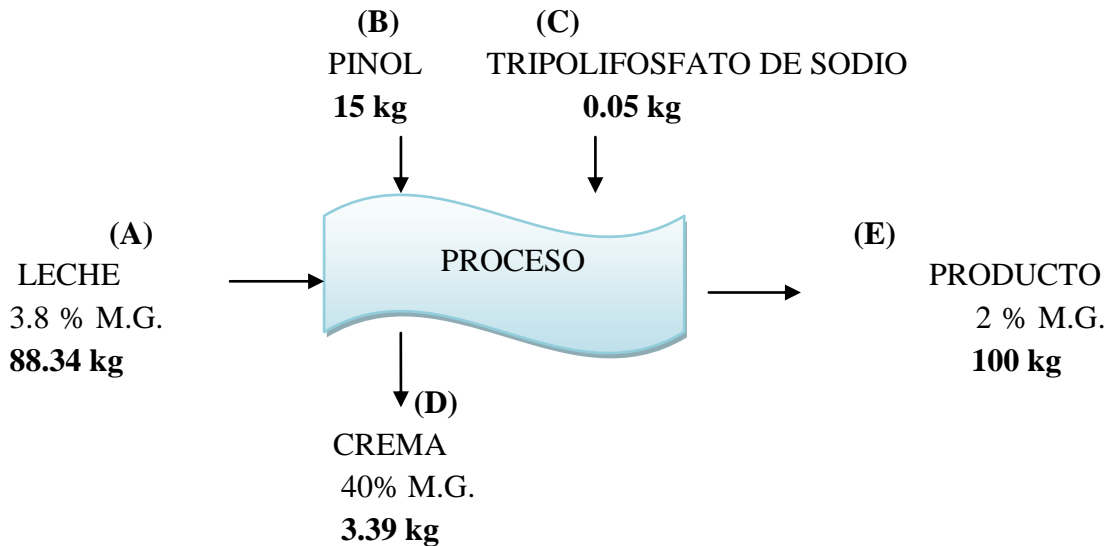 (B)
PINOL
15 kg
(C)
TRIPOLIFOSFATO DE SODIO
0.05 kg
(A)
LECHE
3.8 % M.G.
88.34 kg
PROCESO
(E)
PRODUCTO
2 % M.G.
100 kg
(D)
CREMA
40% M.G.
3.39 kg